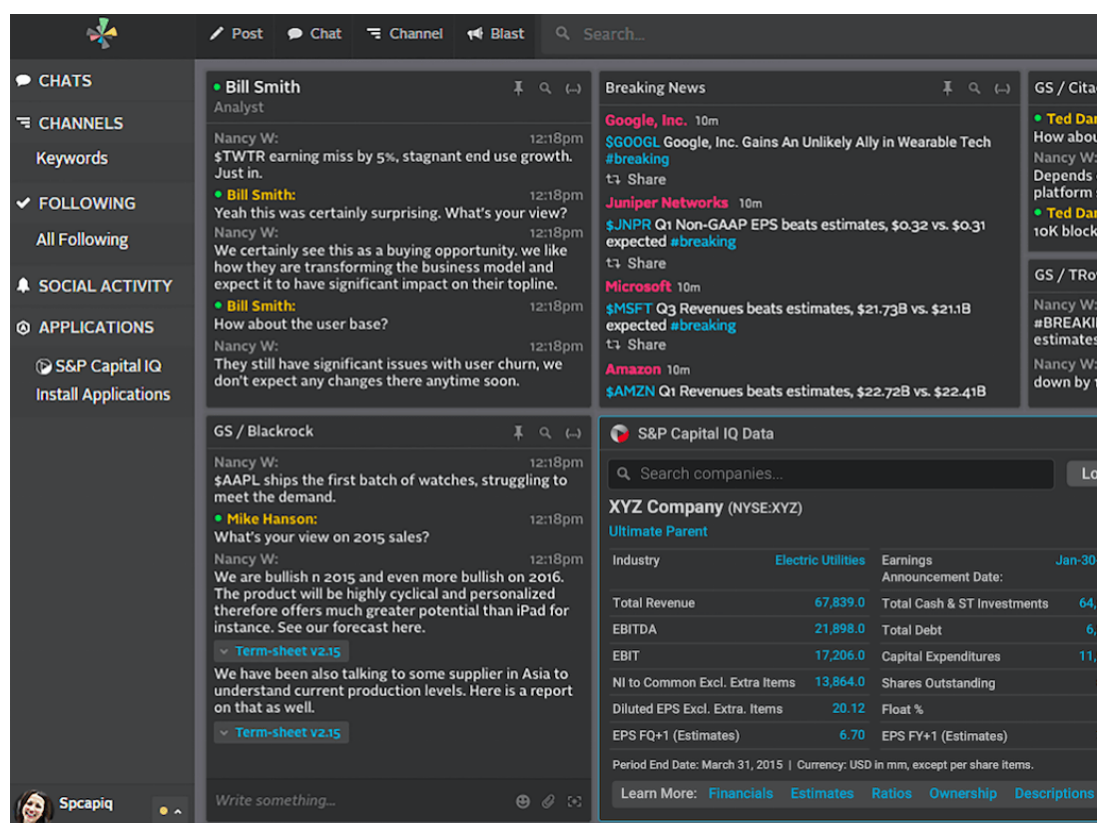 Post Chat Channel Blast Search...
CHATS
CHANNELS
Keywords
FOLLOWING
All Following
SOCIAL ACTIVITY
APPLICATIONS
S&P Capital IQ
Install Applications
Spcapiq
Bill Smith
Analyst
Nancy W: 12:18pm
$TWTR earning miss by 5%, stagnant end use growth.
Just in.
Bill Smith: 12:18pm
Yeah this was certainly surprising. What's your view?
Nancy W: 12:18pm
We certainly see this as a buying opportunity. we like
how they are transforming the business model and
expect it to have significant impact on their topline.
Bill Smith: 12:18pm
How about the user base?
Nancy W: 12:18pm
They still have significant issues with user churn, we
don't expect any changes there anytime soon.
Breaking News
Google, Inc. 10m
$GOOGL Google, Inc. Gains An Unlikely Ally in Wearable Tech
#breaking
Share
Juniper Networks 10m
$JNPR Q1 Non-GAAP EPS beats estimates, $0.32 vs. $0.31
expected #breaking
Share
Microsoft 10m
$MSFT Q3 Revenues beats estimates, $21.73B vs. $21.1B
expected #breaking
Share
Amazon 10m
$AMZN Q1 Revenues beats estimates, $22.72B vs. $22.41B
GS / Cita
Ted Dan
How abou
Nancy W:
Depends
platform
Ted Dan
10K block
GS / TRo
Nancy W:
#BREAKI
estimates
Nancy W:
down by
GS / Blackrock
Nancy W: 12:18pm
$AAPL ships the first batch of watches, struggling to
meet the demand.
Mike Hanson: 12:18pm
What's your view on 2015 sales?
Nancy W: 12:18pm
We are bullish n 2015 and even more bullish on 2016.
The product will be highly cyclical and personalized
therefore offers much greater potential than iPad for
instance. See our forecast here.
Term-sheet v2.15
We have been also talking to some supplier in Asia to
understand current production levels. Here is a report
on that as well.
Term-sheet v2.15
Write something...
S&P Capital IQ Data
Search companies... Lo
XYZ Company (NYSE:XYZ)
Ultimate Parent
Industry Electric Utilities Earnings Jan-30
Announcement Date:
Total Revenue 67,839.0 Total Cash & ST Investments 64,
EBITDA 21,898.0 Total Debt 6,
EBIT 17,206.0 Capital Expenditures 11,
NI to Common Excl. Extra Items 13,864.0 Shares Outstanding
Diluted EPS Excl. Extra. Items 20.12 Float %
EPS FQ+1 (Estimates) 6.70 EPS FY+1 (Estimates)
Period End Date: March 31, 2015 | Currency: USD in mm, except per share items.
Learn More: Financials Estimates Ratios Ownership Descriptions